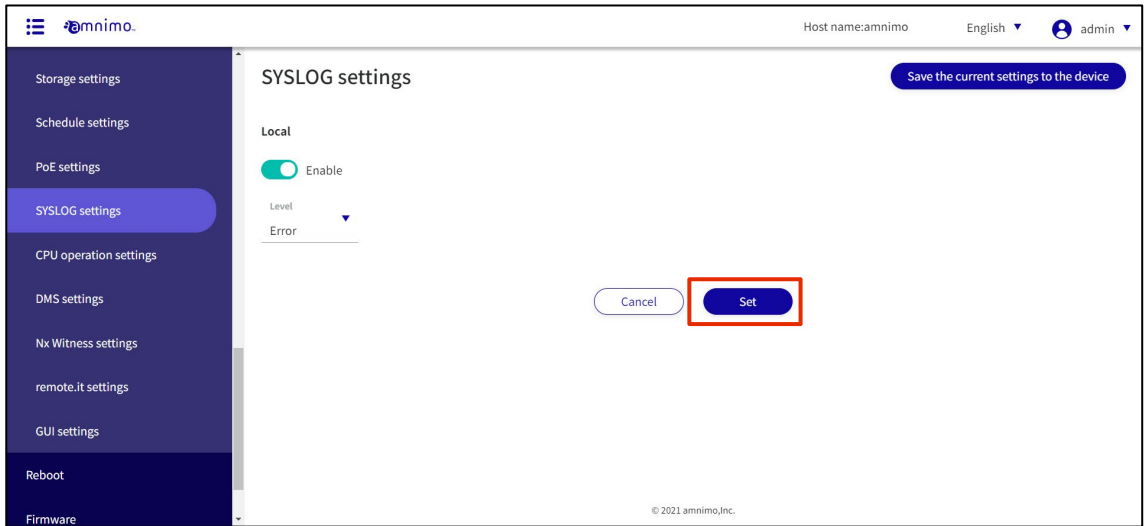 amnimo
Host name:amnimo
English
admin
Storage settings
Schedule settings
PoE settings
SYSLOG settings
CPU operation settings
DMS settings
Nx Witness settings
remote.it settings
GUI settings
Reboot
Firmware
SYSLOG settings
Save the current settings to the device
Local
Enable
Level
Error
Cancel
Set
© 2021 amnimo,Inc.